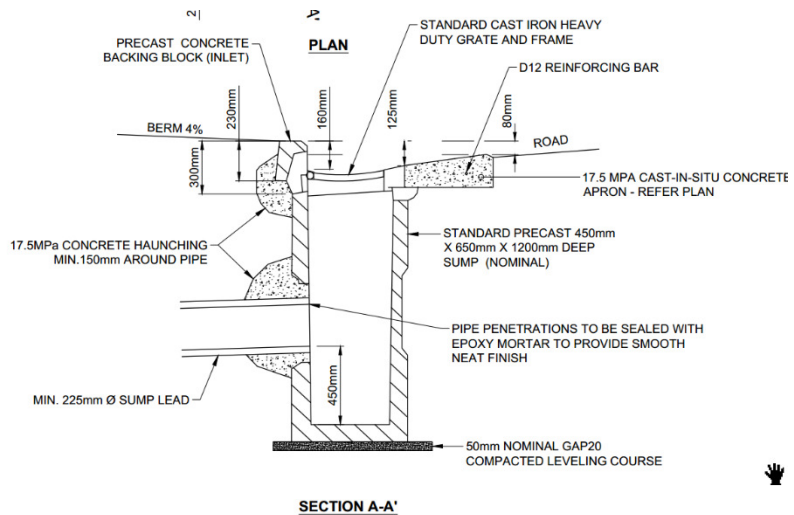 2
A'
PLAN
PRECAST CONCRETE
BACKING BLOCK (INLET)
STANDARD CAST IRON HEAVY
DUTY GRATE AND FRAME
D12 REINFORCING BAR
230mm
160mm
125mm
80mm
BERM 4%
ROAD
300mm
17.5 MPA CAST-IN-SITU CONCRETE
APRON - REFER PLAN
17.5MPa CONCRETE HAUNCHING
MIN.150mm AROUND PIPE
STANDARD PRECAST 450mm
X 650mm X 1200mm DEEP
SUMP (NOMINAL)
PIPE PENETRATIONS TO BE SEALED WITH
EPOXY MORTAR TO PROVIDE SMOOTH
NEAT FINISH
450mm
MIN. 225mm Ø SUMP LEAD
50mm NOMINAL GAP20
COMPACTED LEVELING COURSE
SECTION A-A'